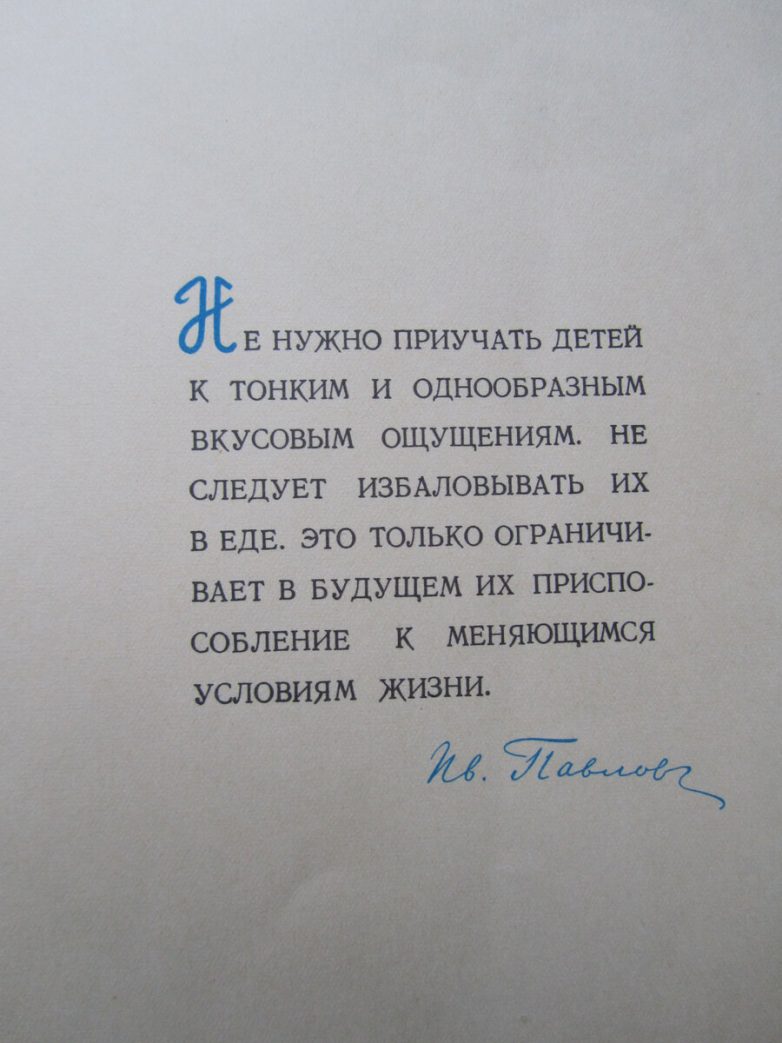 НЕ НУЖНО ПРИУЧАТЬ ДЕТЕЙ
К ТОНКИМ И ОДНООБРАЗНЫМ
ВКУСОВЫМ ОЩУЩЕНИЯМ. НЕ
СЛЕДУЕТ ИЗБАЛОВЫВАТЬ ИХ
В ЕДЕ. ЭТО ТОЛЬКО ОГРАНИЧИ-
ВАЕТ В БУДУЩЕМ ИХ ПРИСПО-
СОБЛЕНИЕ К МЕНЯЮЩИМСЯ
УСЛОВИЯМ ЖИЗНИ.
Ив. Павловъ